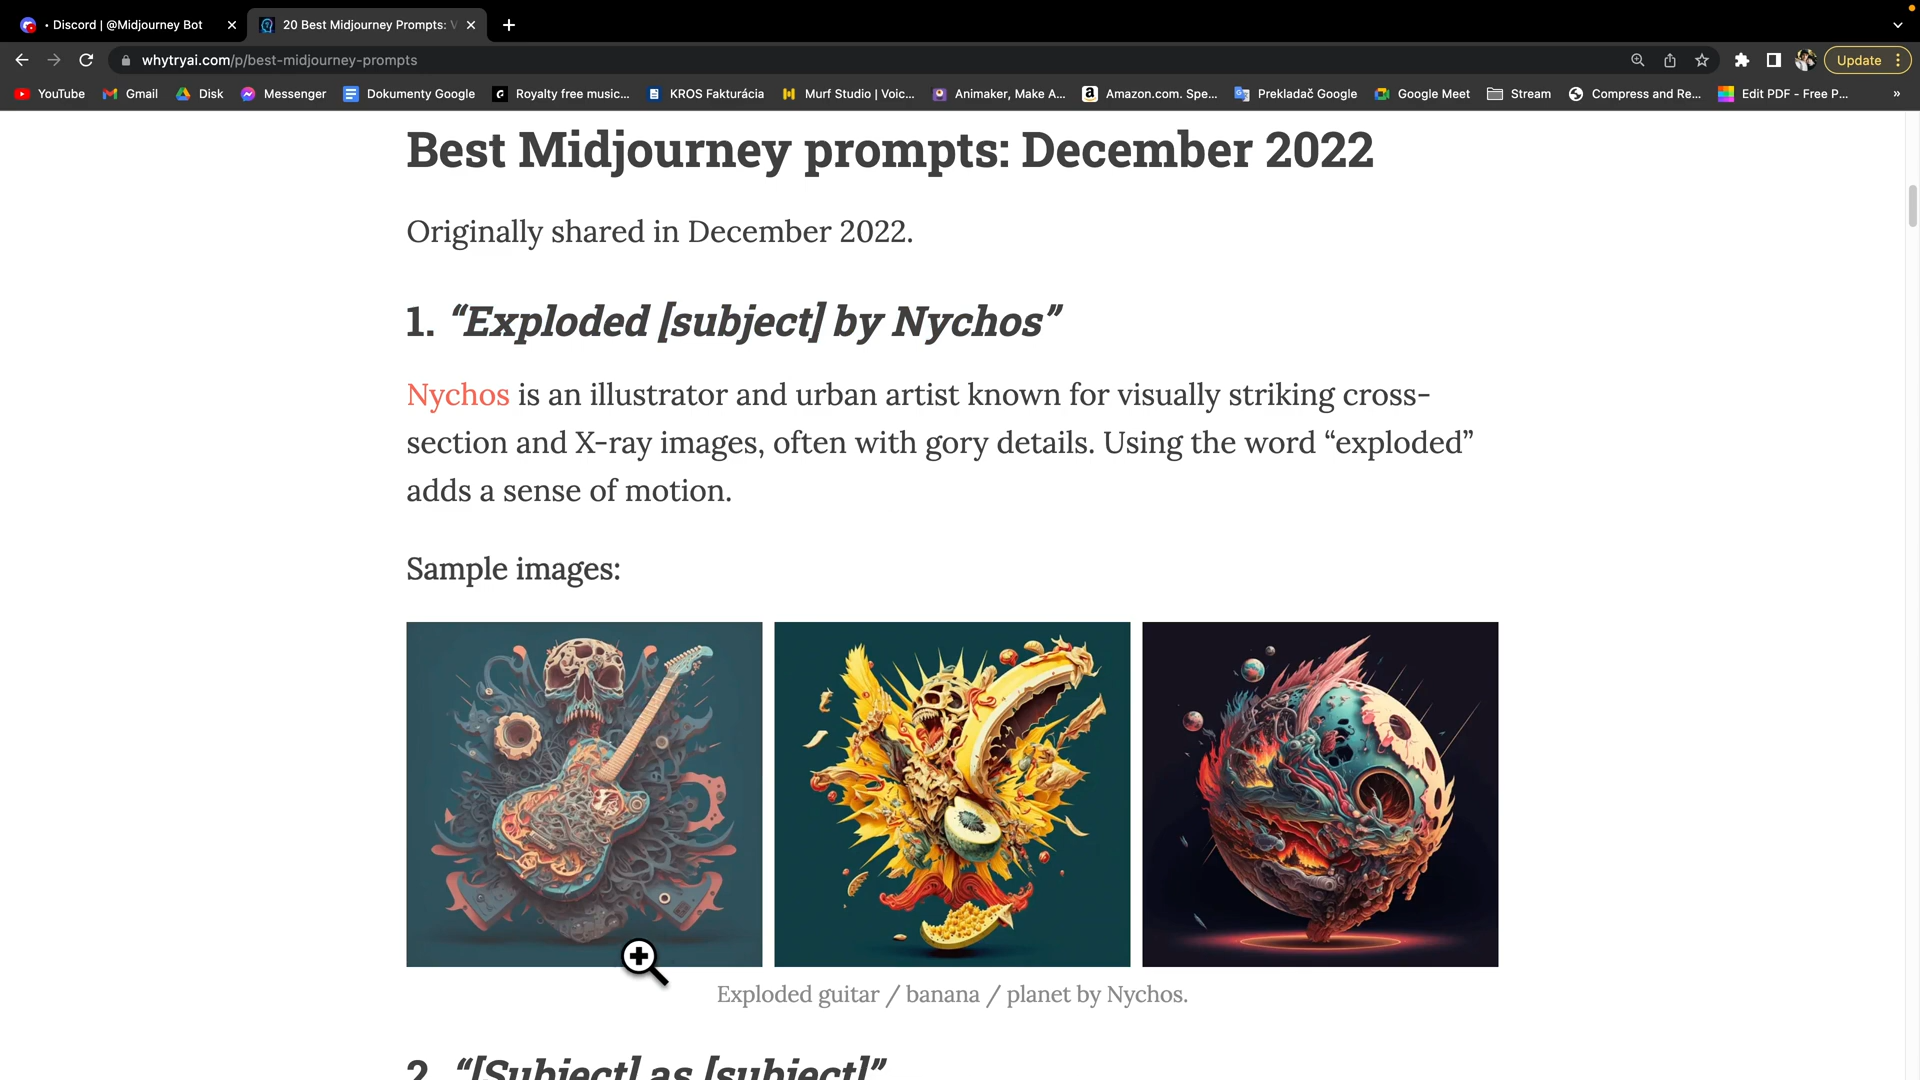 • Discord | @Midjourney Bot
20 Best Midjourney Prompts:
whytryai.com/p/best-midjourney-prompts
Update
YouTube
Gmail
Disk
Messenger
Dokumenty Google
Royalty free music...
KROS Fakturácia
Murf Studio | Voic...
Animaker, Make A...
Amazon.com. Spe...
Prekladač Google
Google Meet
Stream
Compress and Re...
Edit PDF - Free P...
»
Best Midjourney prompts: December 2022
Originally shared in December 2022.
1. “Exploded [subject] by Nychos”
Nychos is an illustrator and urban artist known for visually striking cross-
section and X-ray images, often with gory details. Using the word “exploded”
adds a sense of motion.
Sample images:
Exploded guitar / banana / planet by Nychos.
2. “[Subject] as [subject]”